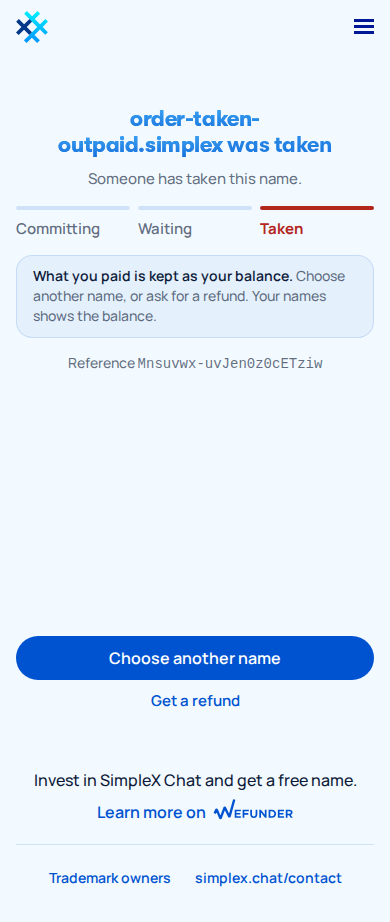 order-taken-
outpaid.simplex was taken
Someone has taken this name.
Committing Waiting Taken
What you paid is kept as your balance. Choose
another name, or ask for a refund. Your names
shows the balance.
Reference Mnsuvwx-uvJen0z0cETziw
Choose another name
Get a refund
Invest in SimpleX Chat and get a free name.
Learn more on WEFUNDER
Trademark owners simplex.chat/contact